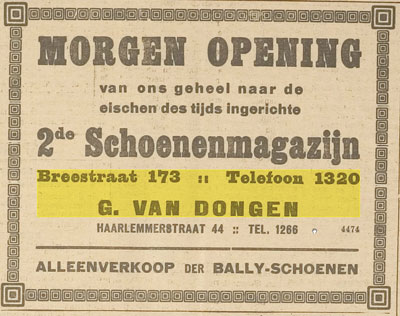 MORGEN OPENING
van ons geheel naar de
eischen des tijds ingerichte
2de Schoenenmagazijn
Breestraat 173 :: Telefoon 1320
G. VAN DONGEN
HAARLEMMERSTRAAT 44 :: TEL. 1266 4474
ALLEENVERKOOP DER BALLY-SCHOENEN